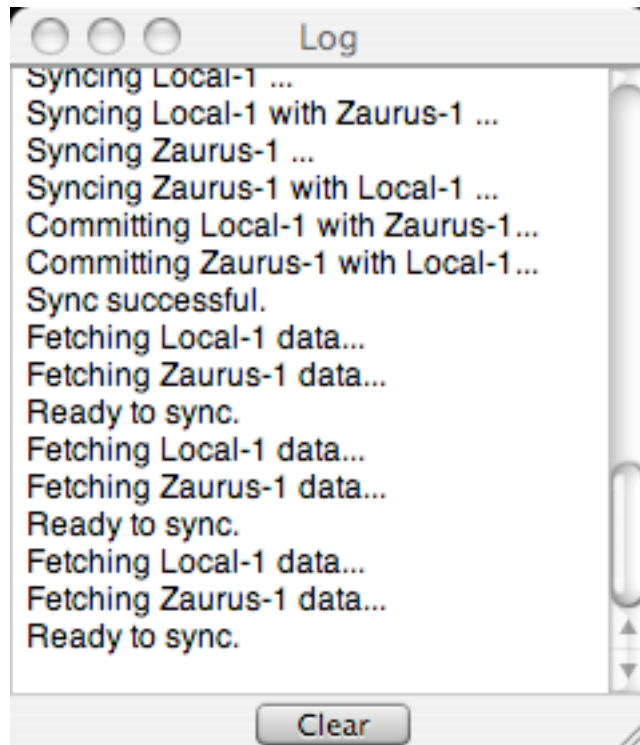 Log
Syncing Local-1 ...
Syncing Local-1 with Zaurus-1 ...
Syncing Zaurus-1 ...
Syncing Zaurus-1 with Local-1 ...
Committing Local-1 with Zaurus-1...
Committing Zaurus-1 with Local-1...
Sync successful.
Fetching Local-1 data...
Fetching Zaurus-1 data...
Ready to sync.
Fetching Local-1 data...
Fetching Zaurus-1 data...
Ready to sync.
Fetching Local-1 data...
Fetching Zaurus-1 data...
Ready to sync.
Clear